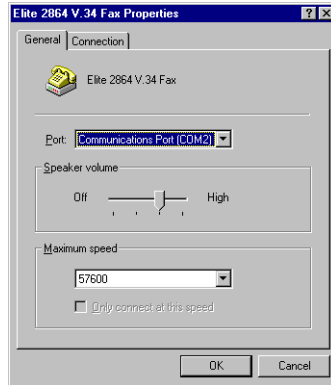 Elite 2864 V.34 Fax Properties
General Connection
Elite 2864 V.34 Fax
Port: Communications Port (COM2)
Speaker volume
Off High
Maximum speed
57600
Only connect at this speed
OK Cancel